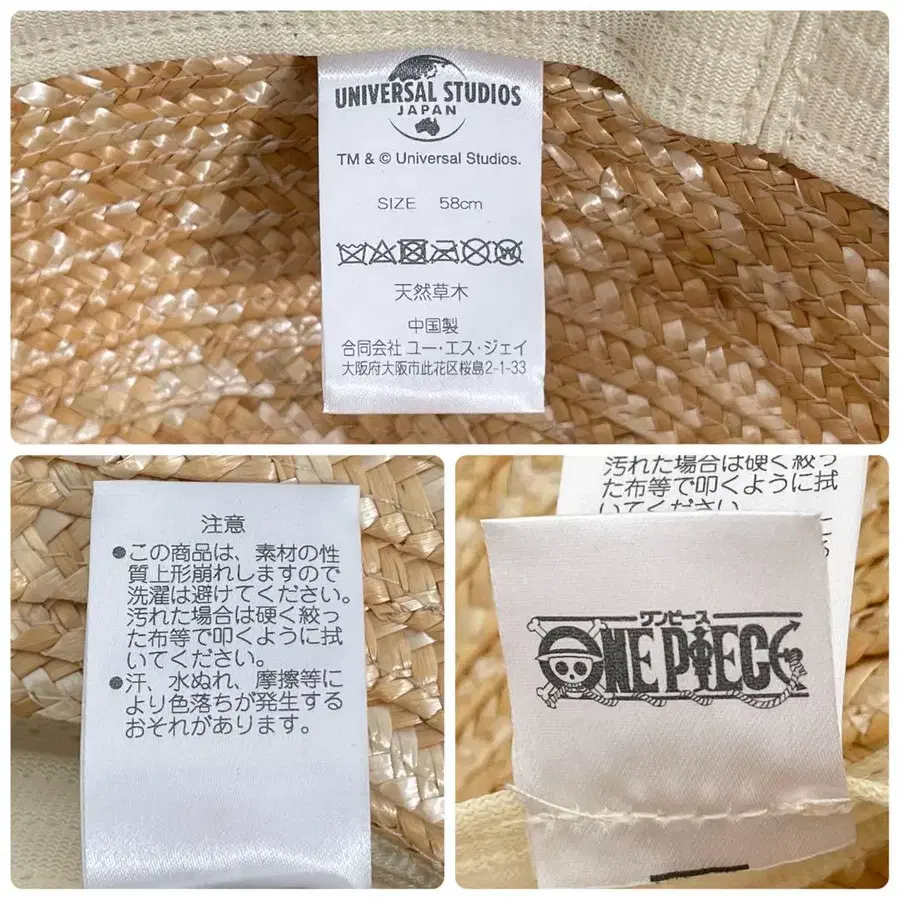 UNIVERSAL STUDIOS
JAPAN
TM & © Universal Studios.
SIZE 58cm
天然草木
中国製
合同会社 ユー・エス・ジェイ
大阪府大阪市此花区桜島2-1-33
注意
●この商品は、素材の性
質上形崩れしますので
洗濯は避けてください。
汚れた場合は硬く絞っ
た布等で叩くように拭
いてください。
●汗、水ぬれ、摩擦等に
より色落ちが発生する
おそれがあります。
汚れた場合は硬く絞っ
た布等で叩くように拭
いてください
ワンピース
ONE PIECE